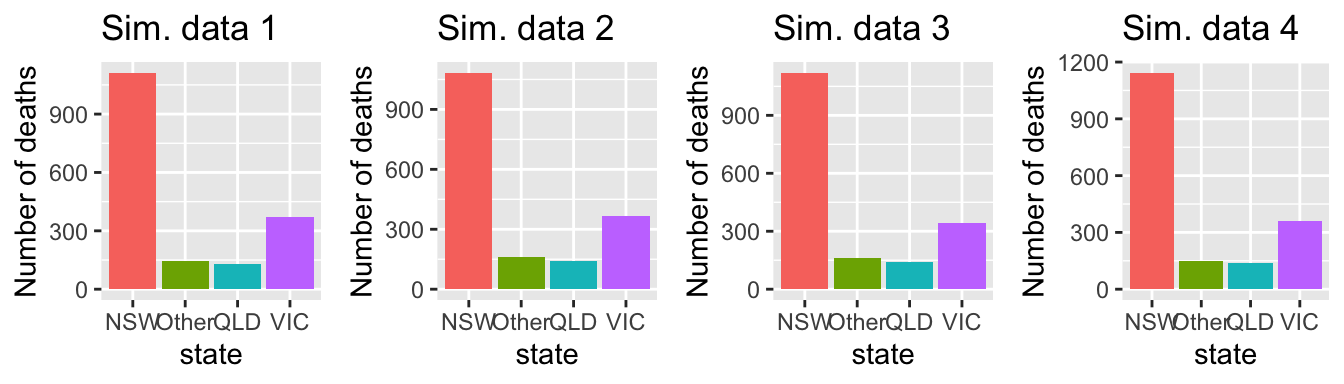 Sim. data 1
Number of deaths
900
600
300
0
NSW Other QLD VIC
state
Sim. data 2
Number of deaths
900
600
300
0
NSW Other QLD VIC
state
Sim. data 3
Number of deaths
900
600
300
0
NSW Other QLD VIC
state
Sim. data 4
Number of deaths
1200
900
600
300
0
NSW Other QLD VIC
state